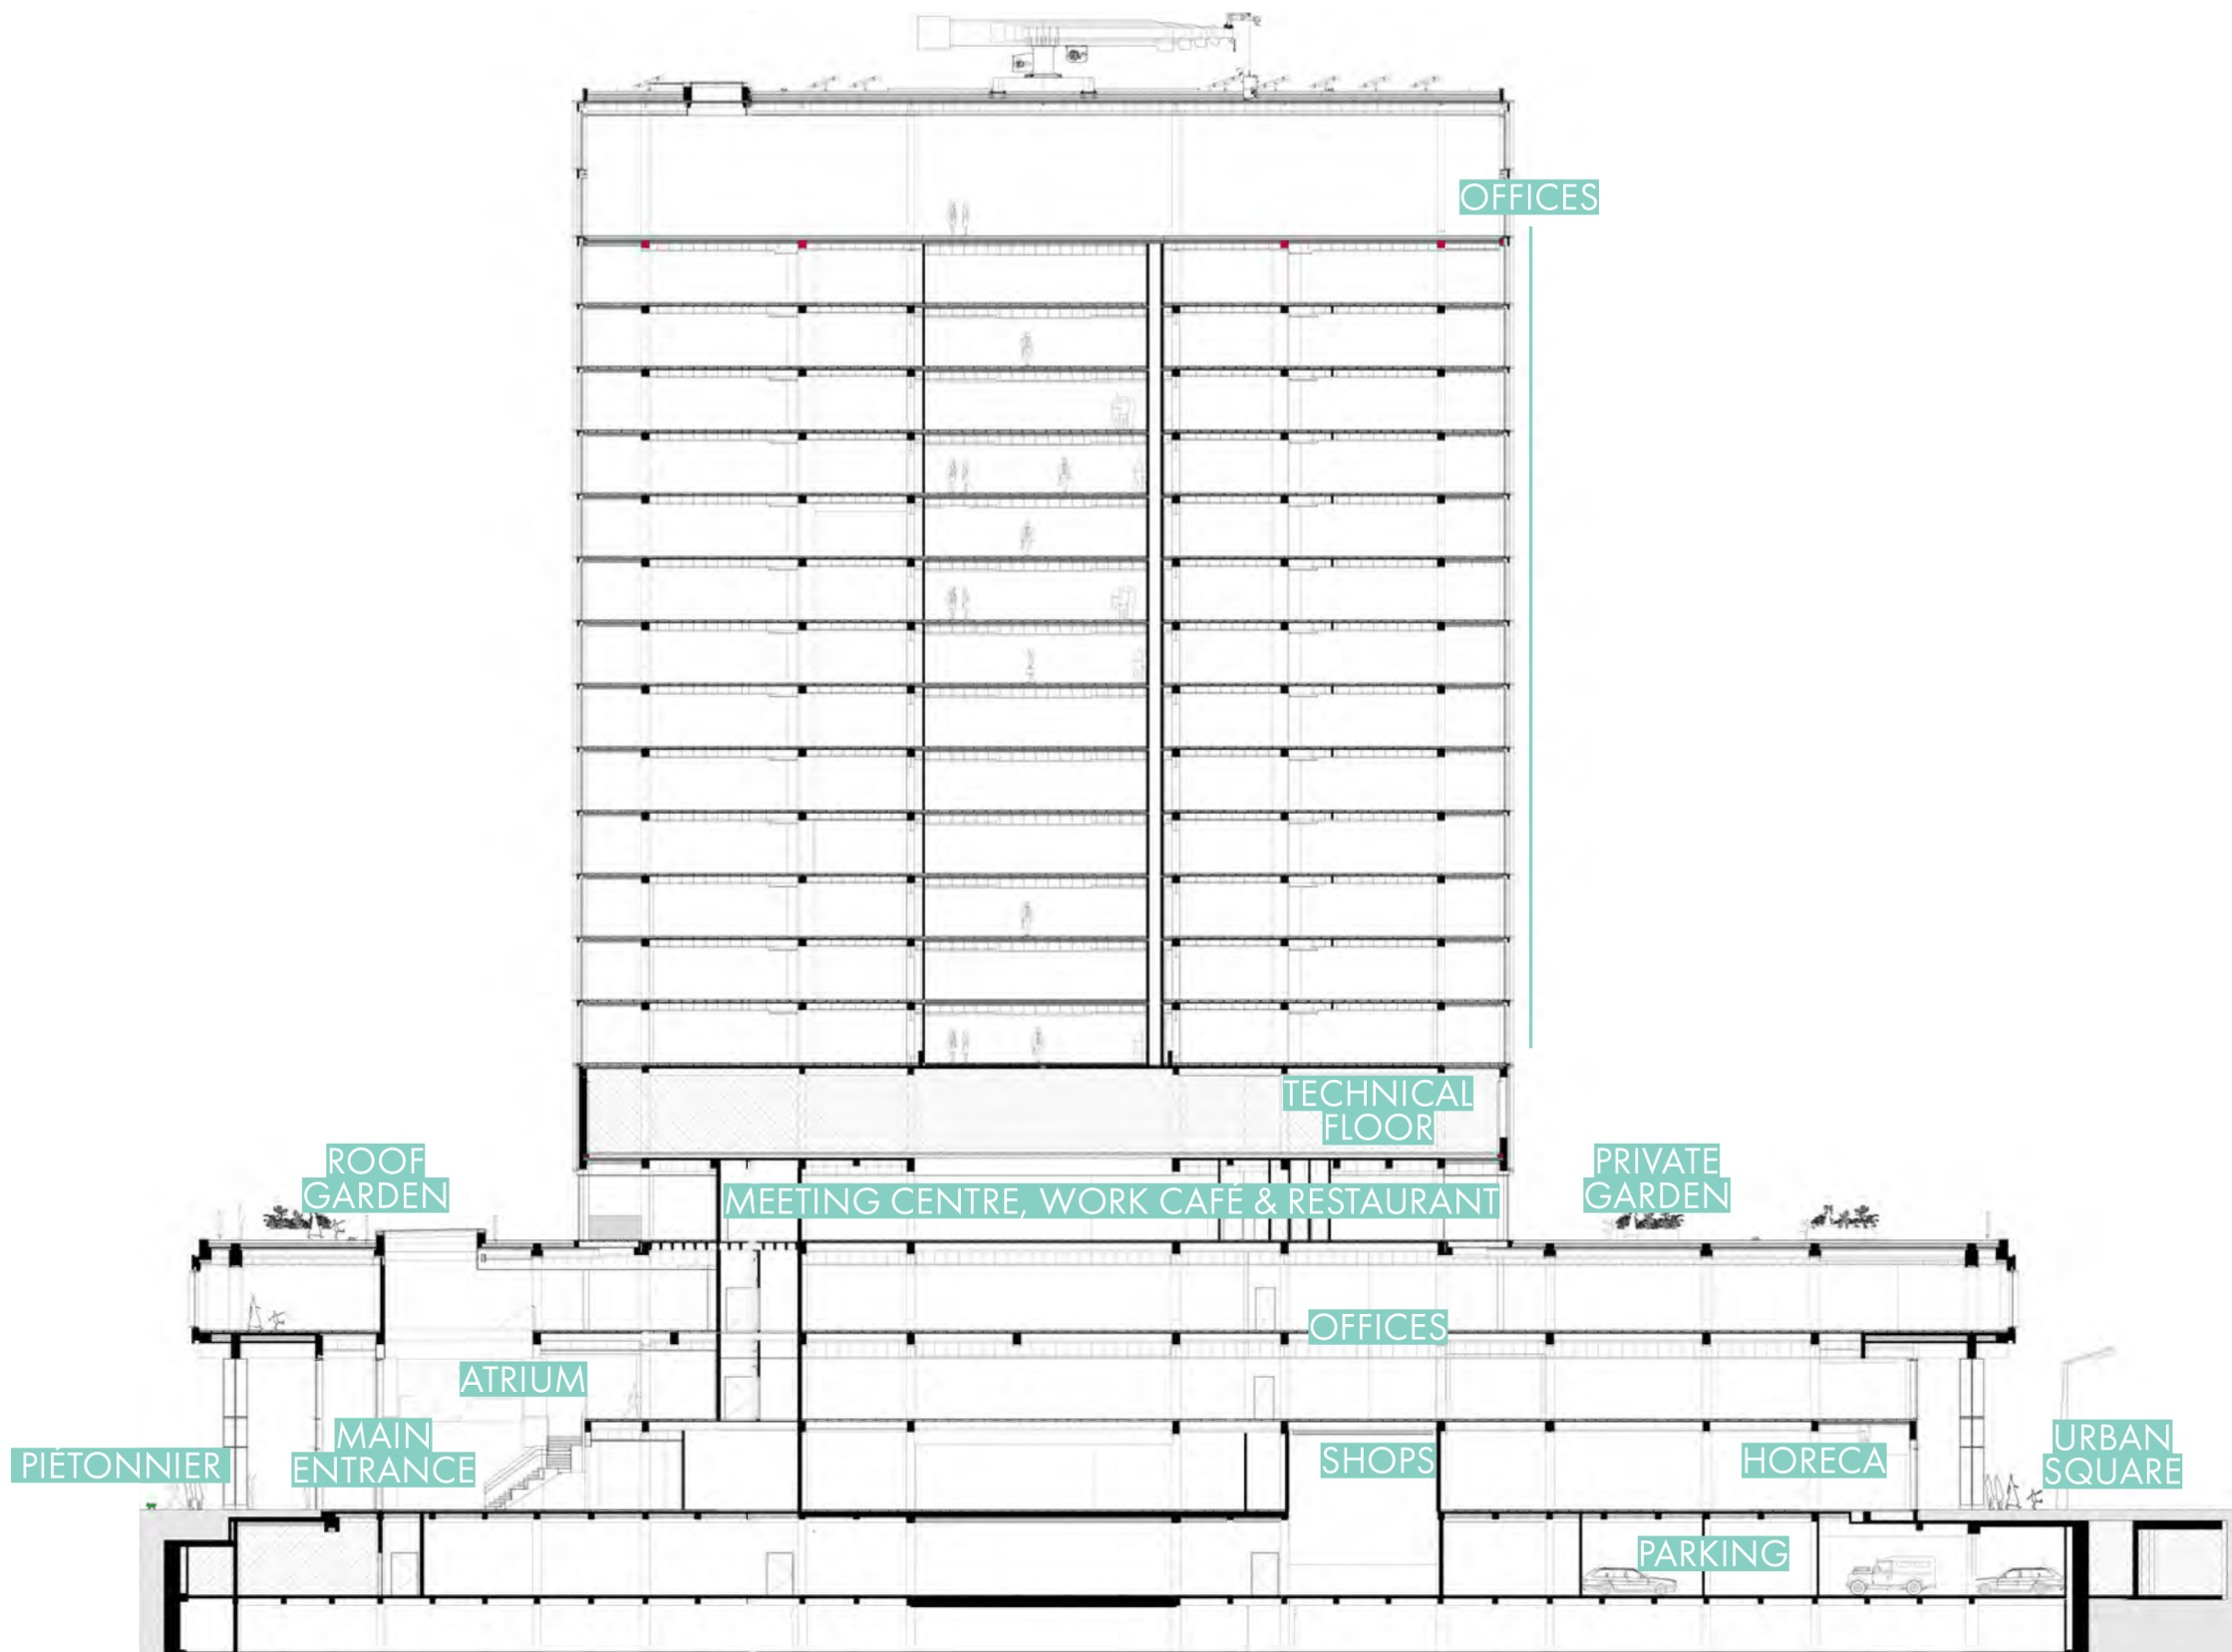 OFFICES
TECHNICAL
FLOOR
ROOF
GARDEN
MEETING CENTRE, WORK CAFÉ & RESTAURANT
PRIVATE
GARDEN
OFFICES
ATRIUM
PIÉTONNIER
MAIN
ENTRANCE
SHOPS
HORECA
URBAN
SQUARE
PARKING